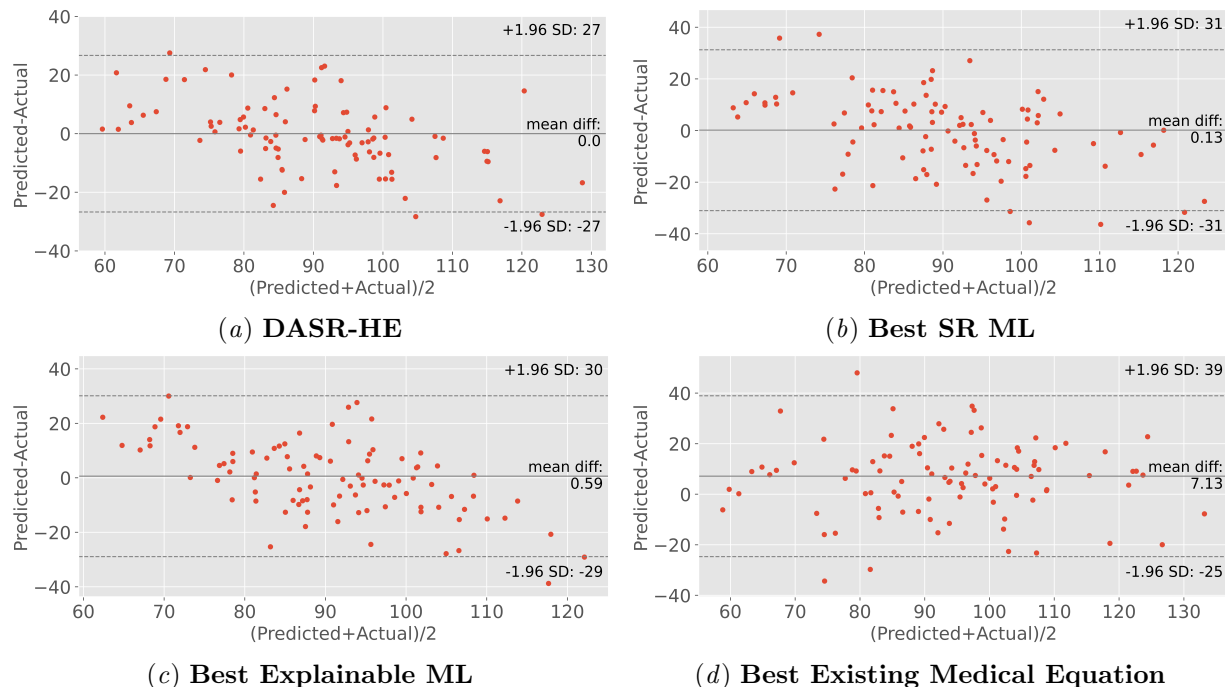 40
20
0
−20
−40
Predicted-Actual
+1.96 SD: 27
mean diff:
0.0
-1.96 SD: -27
60 70 80 90 100 110 120 130
(Predicted+Actual)/2
(a) DASR-HE
40
20
0
−20
−40
Predicted-Actual
+1.96 SD: 31
mean diff:
0.13
-1.96 SD: -31
60 70 80 90 100 110 120
(Predicted+Actual)/2
(b) Best SR ML
40
20
0
−20
−40
Predicted-Actual
+1.96 SD: 30
mean diff:
0.59
-1.96 SD: -29
60 70 80 90 100 110 120
(Predicted+Actual)/2
(c) Best Explainable ML
40
20
0
−20
−40
Predicted-Actual
+1.96 SD: 39
mean diff:
7.13
-1.96 SD: -25
60 70 80 90 100 110 120 130
(Predicted+Actual)/2
(d) Best Existing Medical Equation